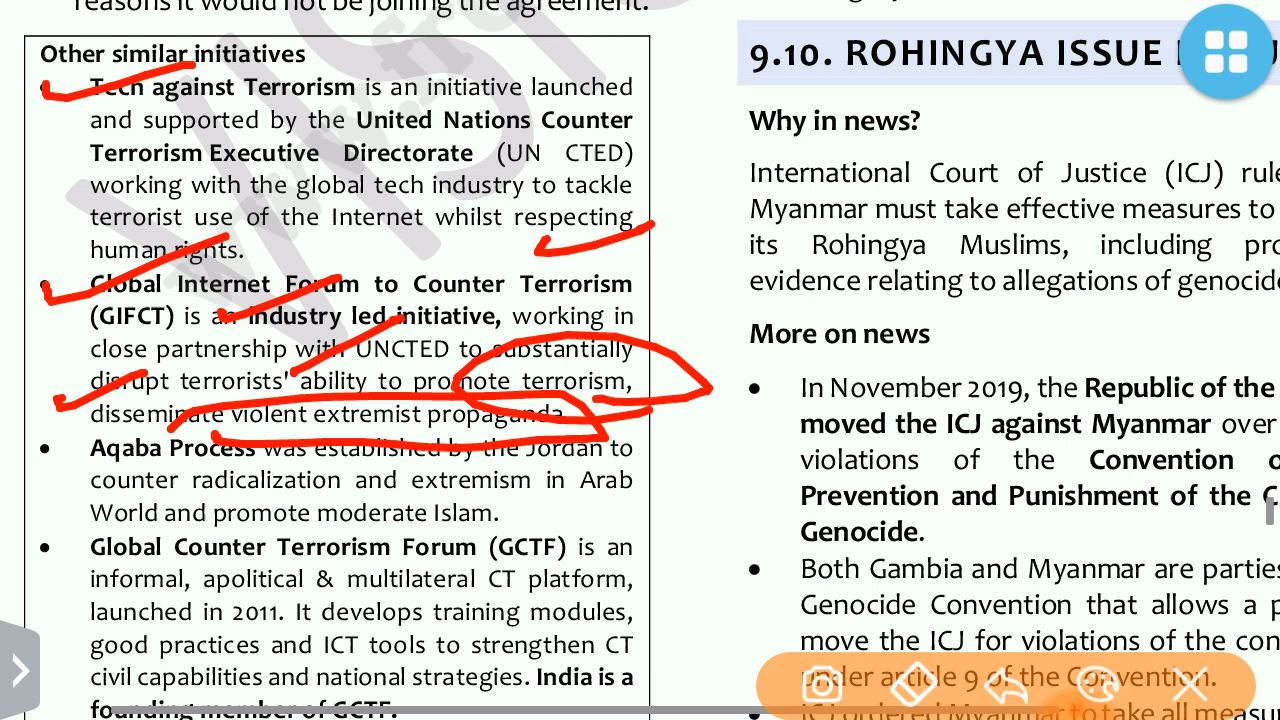 reasons it would not be joining the agreement.
Other similar initiatives
Tech against Terrorism is an initiative launched
and supported by the United Nations Counter
Terrorism Executive Directorate (UN CTED)
working with the global tech industry to tackle
terrorist use of the Internet whilst respecting
human rights.
Global Internet Forum to Counter Terrorism
(GIFCT) is an industry led initiative, working in
close partnership with UNCTED to substantially
disrupt terrorists' ability to promote terrorism,
disseminate violent extremist propaganda.
• Aqaba Process was established by the Jordan to
counter radicalization and extremism in Arab
World and promote moderate Islam.
• Global Counter Terrorism Forum (GCTF) is an
informal, apolitical & multilateral CT platform,
launched in 2011. It develops training modules,
good practices and ICT tools to strengthen CT
civil capabilities and national strategies. India is a
founding member of GCTF.
9.10. ROHINGYA ISSUE
Why in news?
International Court of Justice (ICJ) rule
Myanmar must take effective measures to
its Rohingya Muslims, including pro
evidence relating to allegations of genocide
More on news
• In November 2019, the Republic of the
moved the ICJ against Myanmar over
violations of the Convention o
Prevention and Punishment of the C
Genocide.
• Both Gambia and Myanmar are parties
Genocide Convention that allows a p
move the ICJ for violations of the con
under article 9 of the Convention.
• ICJ ordered Myanmar to take all measu